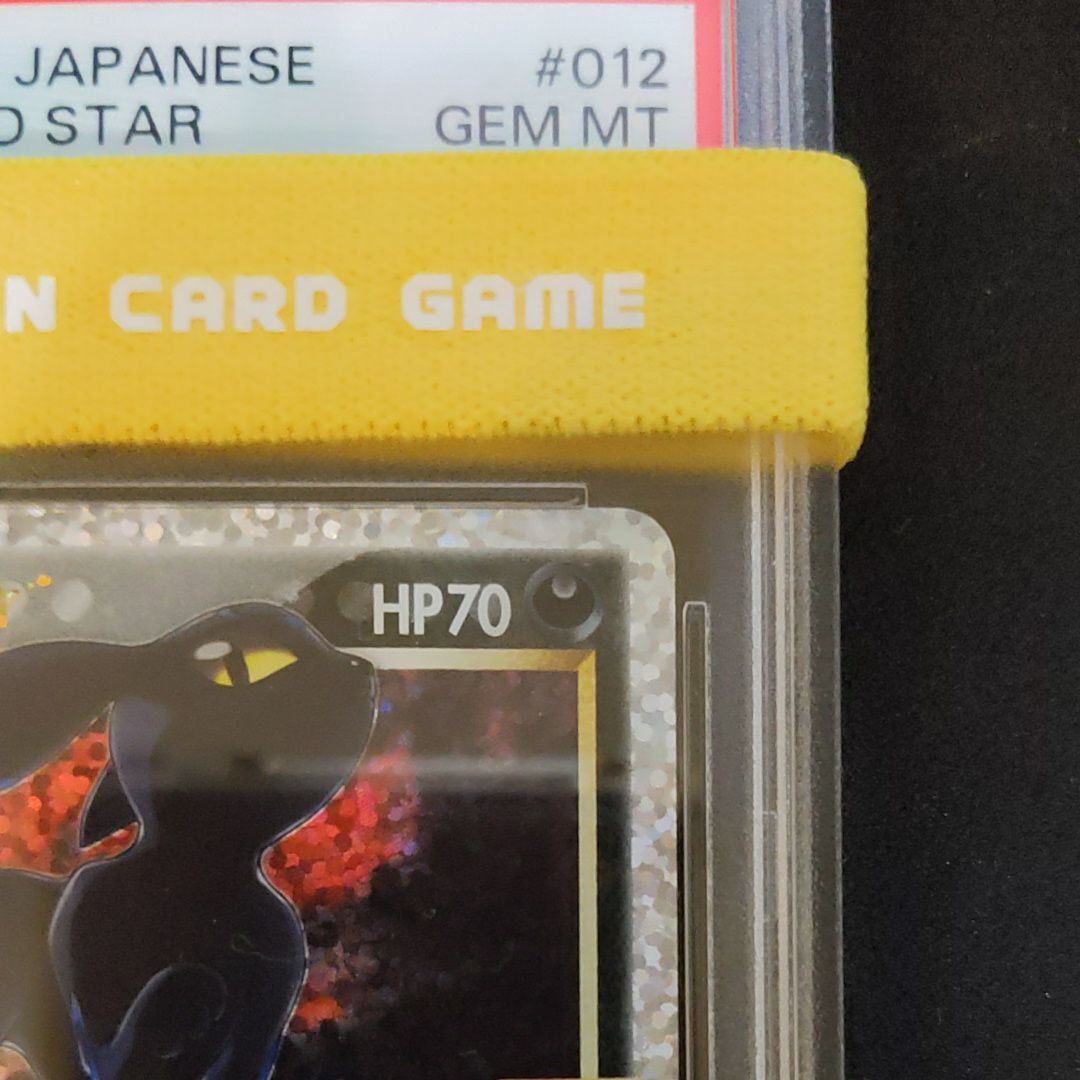 JAPANESE #012
STAR GEM MT
CARD GAME
HP70